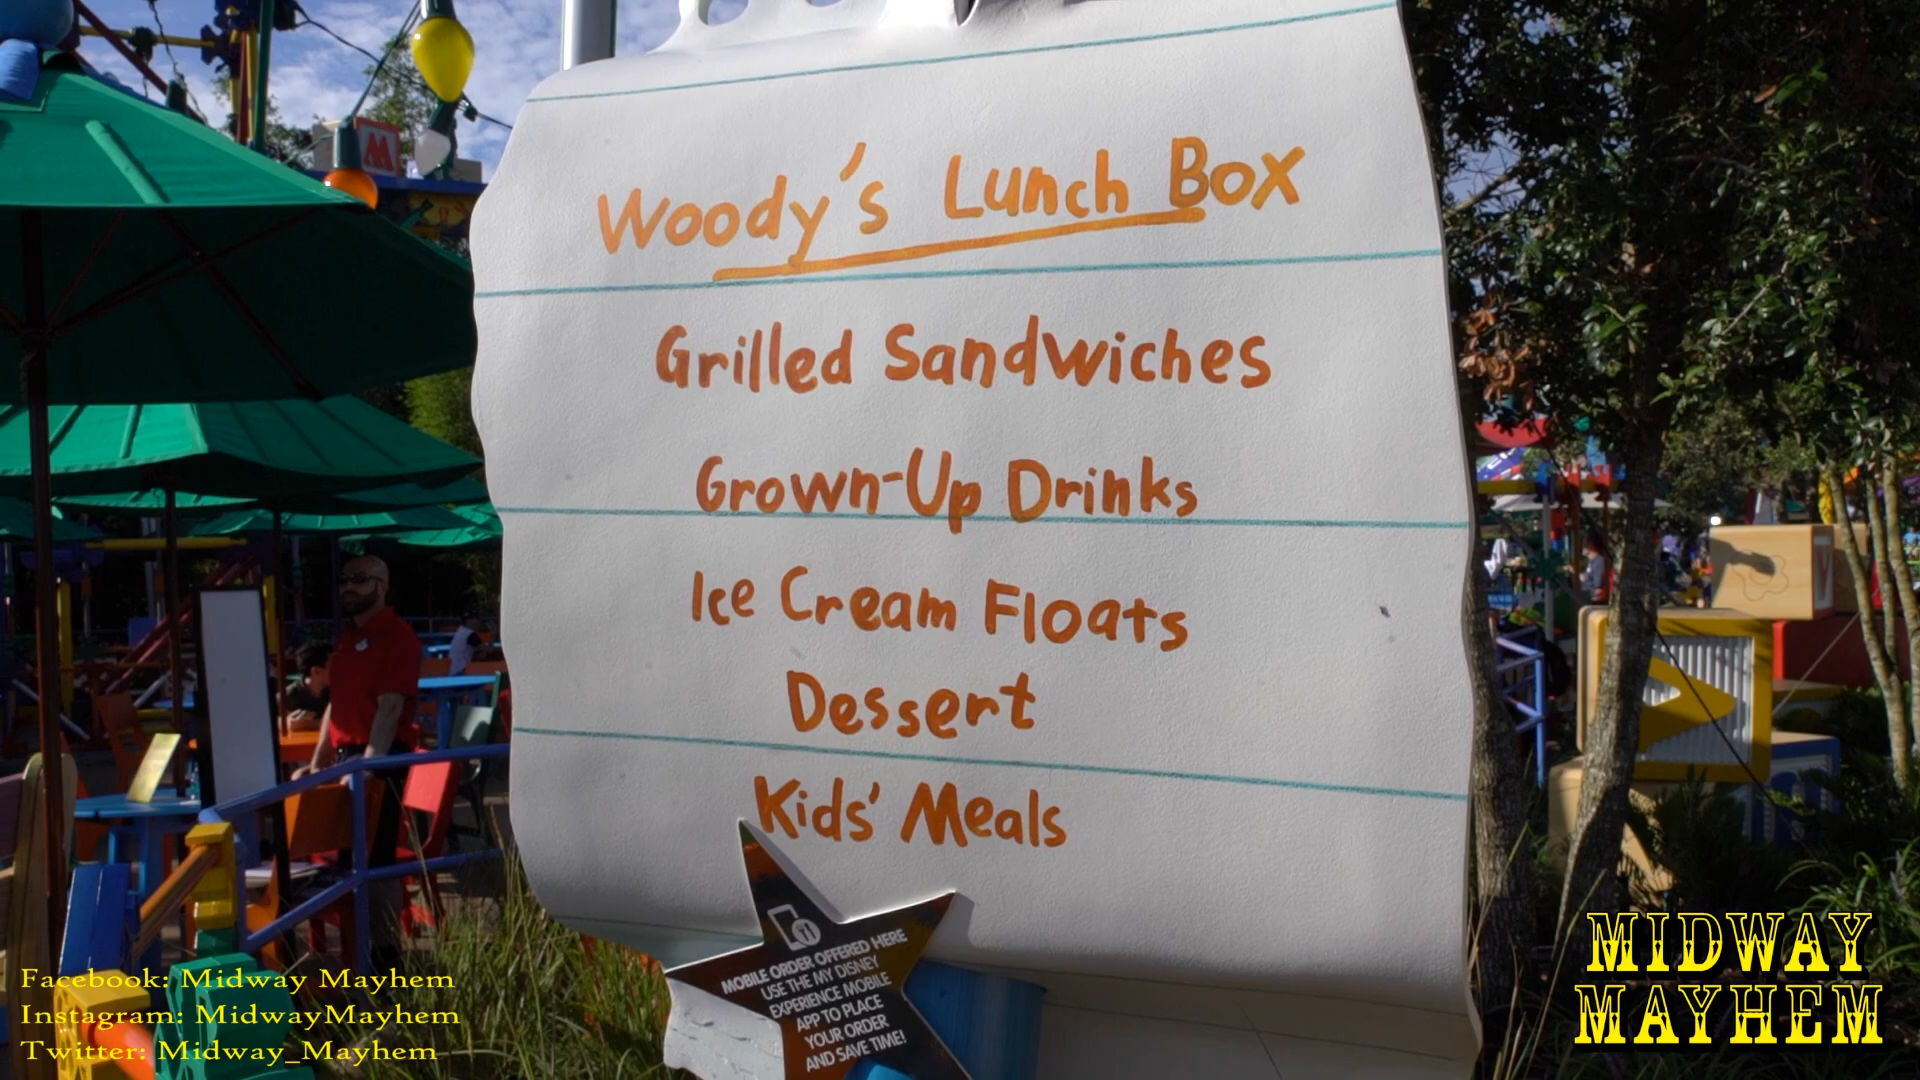 Woody's Lunch Box
Grilled Sandwiches
Grown-Up Drinks
Ice Cream Floats
Dessert
Kids' Meals
MOBILE ORDER OFFERED HERE
USE THE MY DISNEY
EXPERIENCE MOBILE
APP TO PLACE
YOUR ORDER
AND SAVE TIME!
M
Facebook: Midway Mayhem
Instagram: MidwayMayhem
Twitter: Midway_Mayhem
MIDWAY
MAYHEM